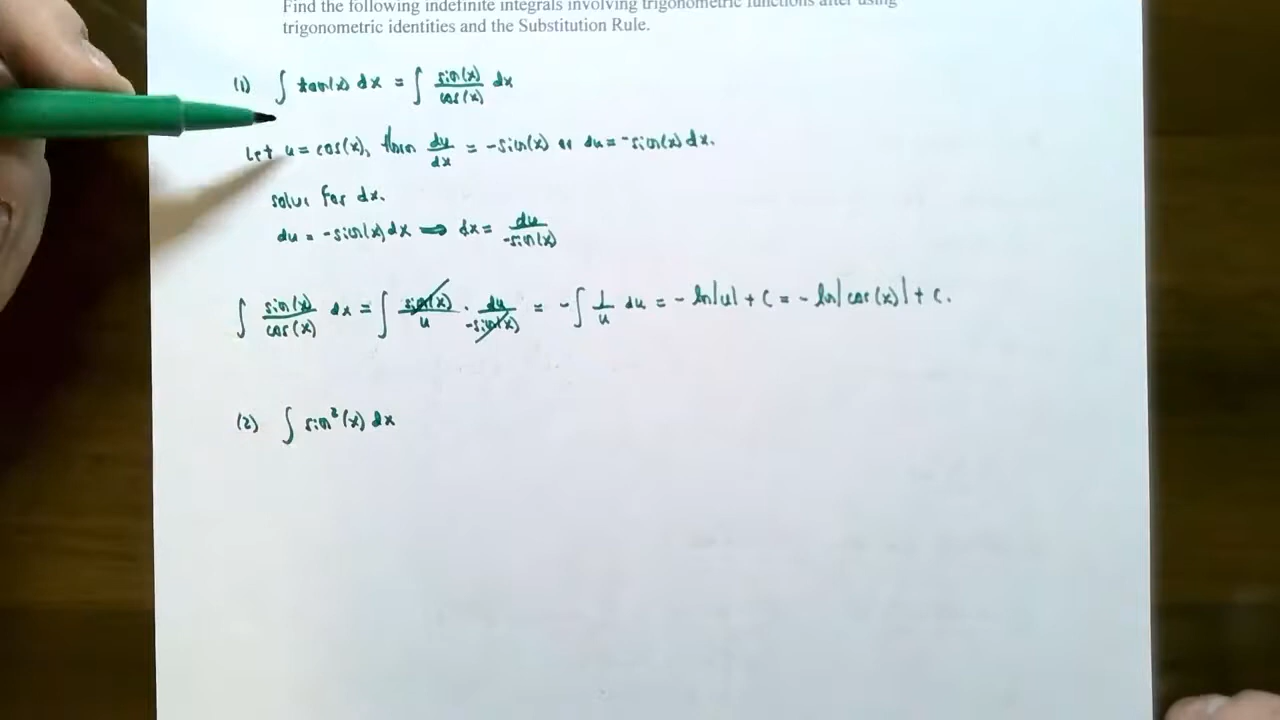 Find the following indefinite integrals involving trigonometric functions after using
trigonometric identities and the Substitution Rule.
(1) ∫ tan(x) dx = ∫ sin(x)/cos(x) dx
Let u = cos(x), then du/dx = -sin(x) or du = -sin(x) dx.
solve for dx.
du = -sin(x) dx ⟹ dx = du/-sin(x)
∫ sin(x)/cos(x) dx = ∫ sin(x)/u · du/-sin(x) = -∫ 1/u du = - ln|u| + C = - ln|cos(x)| + C.
(2) ∫ sin²(x) dx